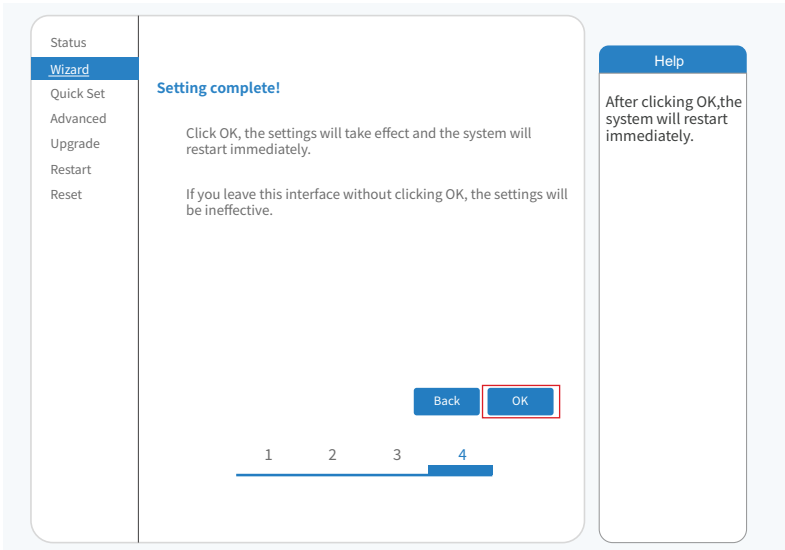 Status
Wizard
Quick Set
Advanced
Upgrade
Restart
Reset
Setting complete!
Click OK, the settings will take effect and the system will
restart immediately.
If you leave this interface without clicking OK, the settings will
be ineffective.
Back
OK
1 2 3 4
Help
After clicking OK,the
system will restart
immediately.